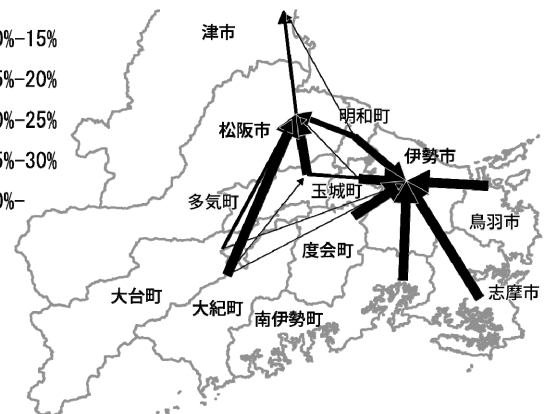 0%-15%
5%-20%
0%-25%
5%-30%
0%-
津市
明和町
松阪市
伊勢市
玉城町
多気町
鳥羽市
度会町
大台町
大紀町
南伊勢町
志摩市